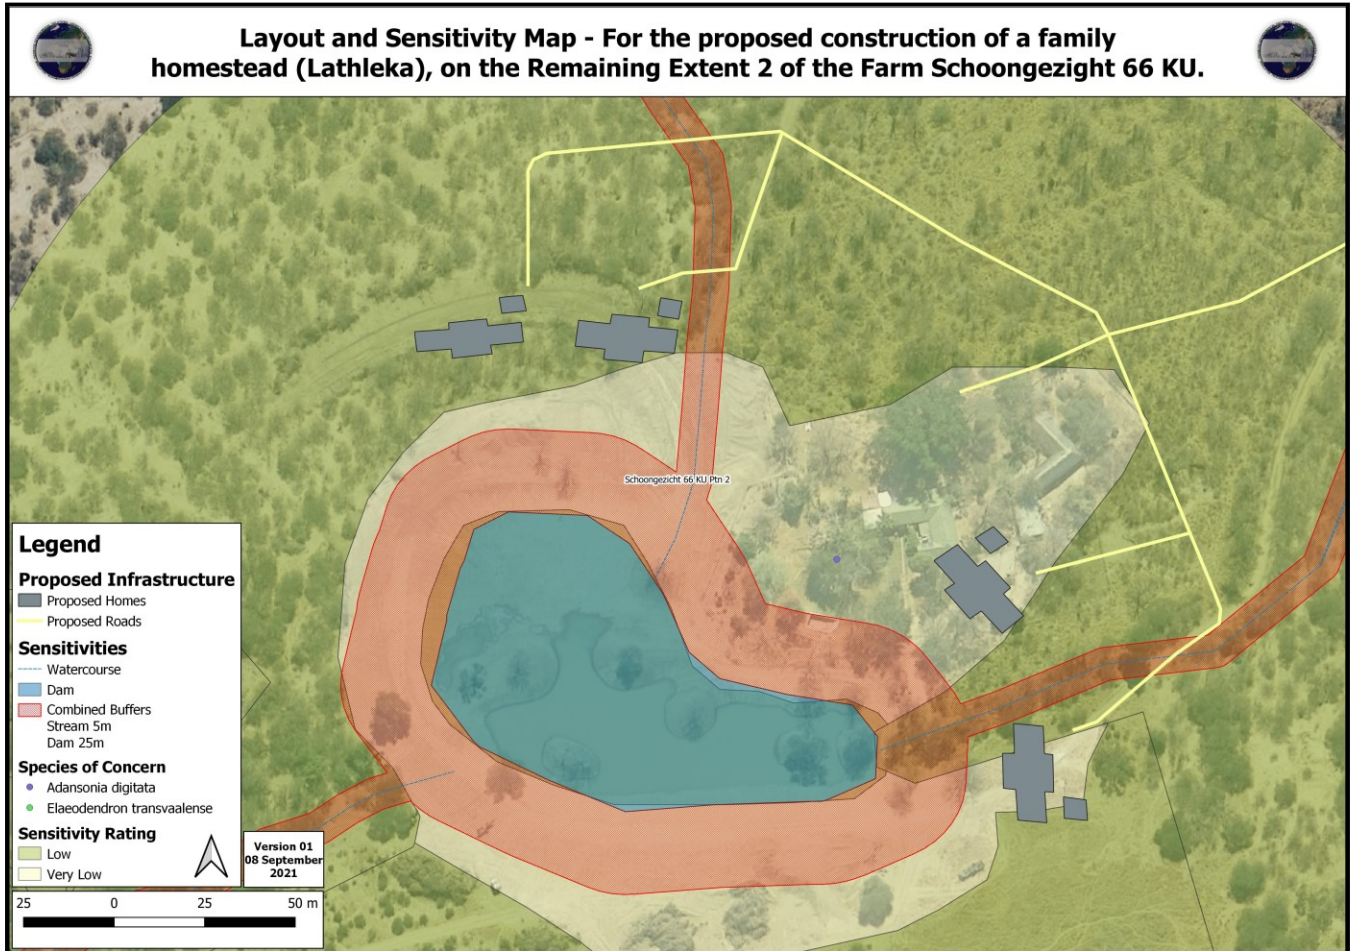 Layout and Sensitivity Map - For the proposed construction of a family
homestead (Lathleka), on the Remaining Extent 2 of the Farm Schoongezight 66 KU.
Schoongezicht 66 KU Ptn 2
Legend
Proposed Infrastructure
Proposed Homes
Proposed Roads
Sensitivities
Watercourse
Dam
Combined Buffers
Stream 5m
Dam 25m
Species of Concern
Adansonia digitata
Elaeodendron transvaalense
Sensitivity Rating
Low
Very Low
Version 01
08 September
2021
25 0 25 50 m